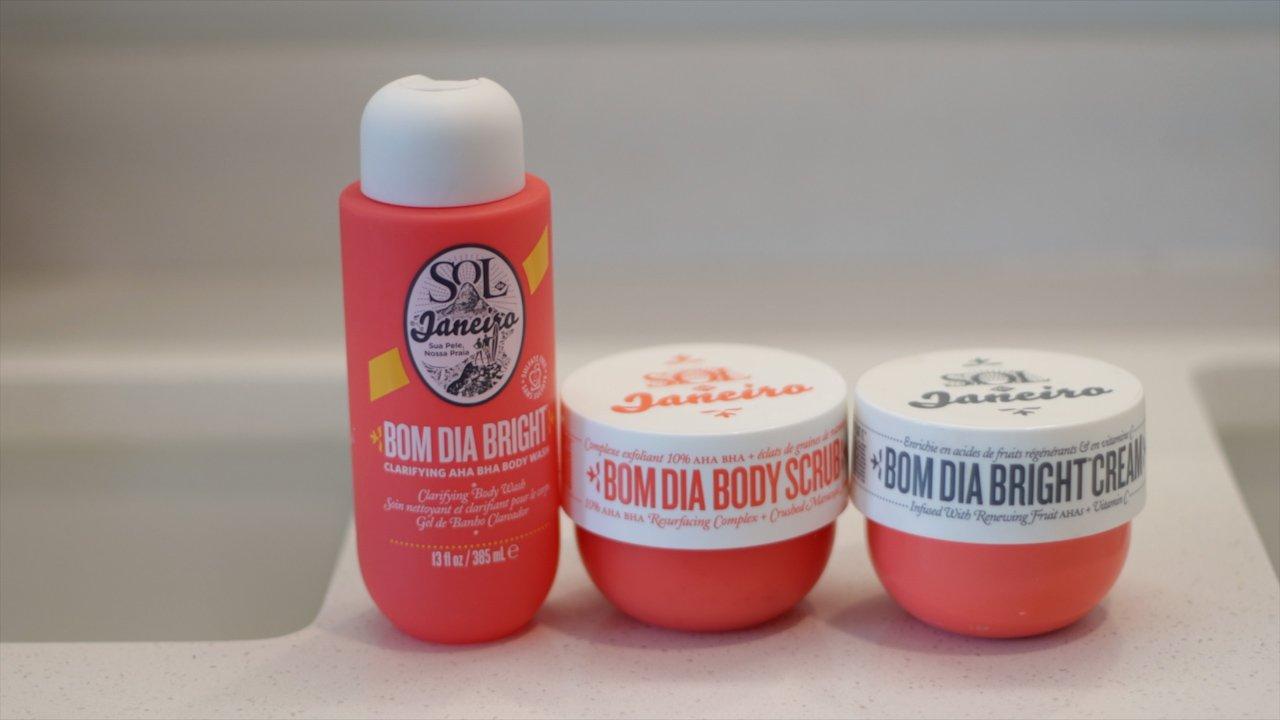 SOL
de
Janeiro
Sua Pele,
Nossa Praia
BOM DIA BRIGHT
CLARIFYING AHA BHA BODY WASH
Clarifying Body Wash
Soin nettoyant et clarifiant pour le corps
Gel de Banho Clareador
13 fl oz / 385 mL e
SOL
de
Janeiro
Complexe exfoliant 10% AHA BHA + éclats de graines de
BOM DIA BODY SCRUB
10% AHA BHA Resurfacing Complex + Crushed
SOL
de
Janeiro
Enrichie en acides de fruits régénérants & en vitamine C
BOM DIA BRIGHT CREAM
Infused With Renewing Fruit AHAs + Vitamin C